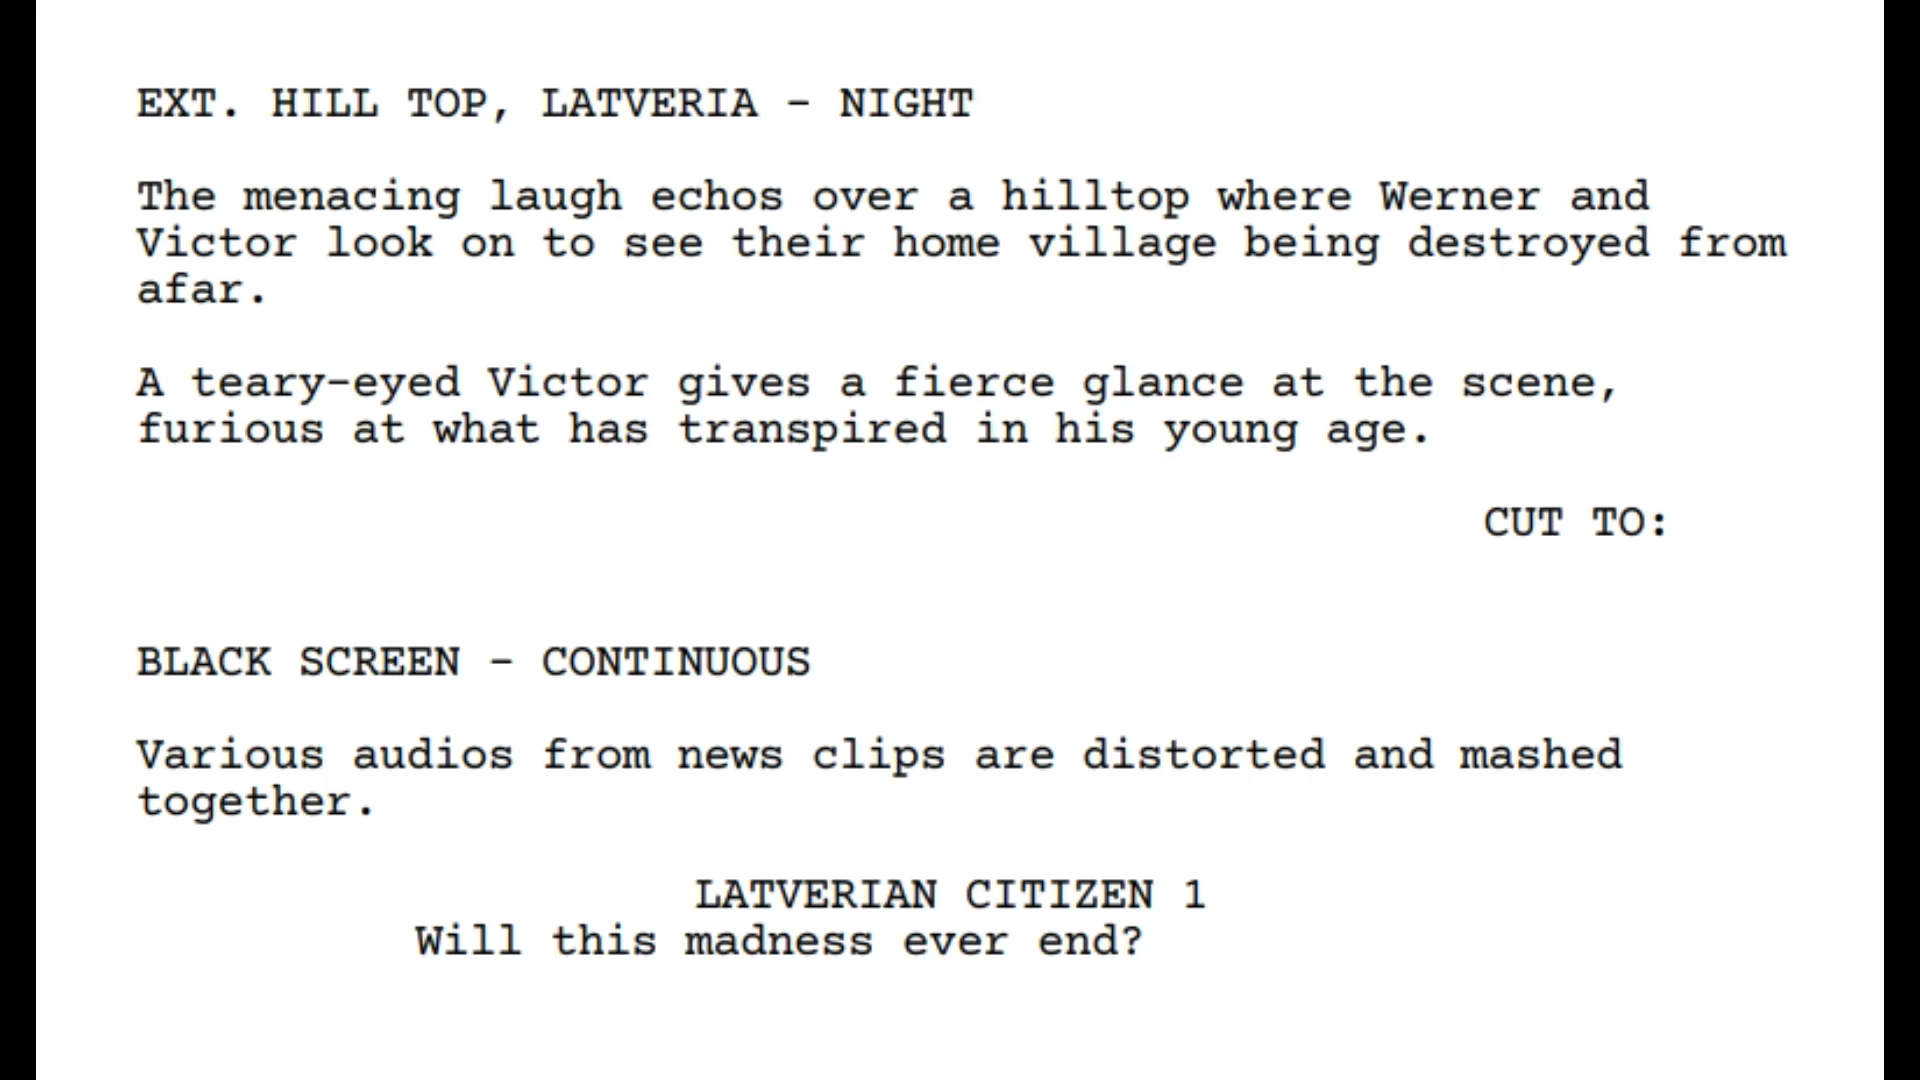 EXT. HILL TOP, LATVERIA - NIGHT
The menacing laugh echos over a hilltop where Werner and
Victor look on to see their home village being destroyed from
afar.
A teary-eyed Victor gives a fierce glance at the scene,
furious at what has transpired in his young age.
CUT TO:
BLACK SCREEN - CONTINUOUS
Various audios from news clips are distorted and mashed
together.
LATVERIAN CITIZEN 1
Will this madness ever end?